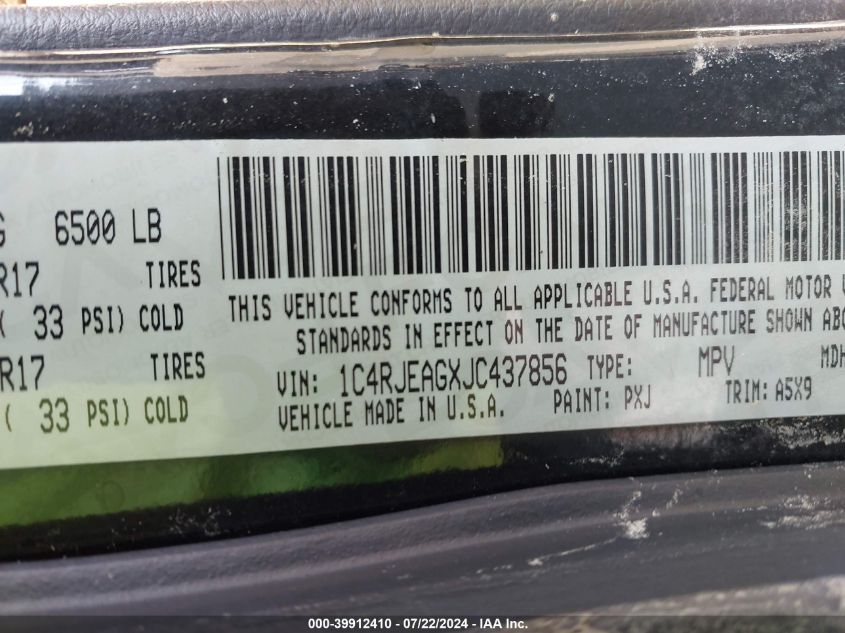 G 6500 LB
R17 TIRES
( 33 PSI) COLD
R17 TIRES
( 33 PSI) COLD
THIS VEHICLE CONFORMS TO ALL APPLICABLE U.S.A. FEDERAL MOTOR V
STANDARDS IN EFFECT ON THE DATE OF MANUFACTURE SHOWN ABO
VIN: 1C4RJEAGXJC437856 TYPE: MPV MDH
VEHICLE MADE IN U.S.A. PAINT: PXJ TRIM: A5X9
000-39912410 - 07/22/2024 - IAA Inc.